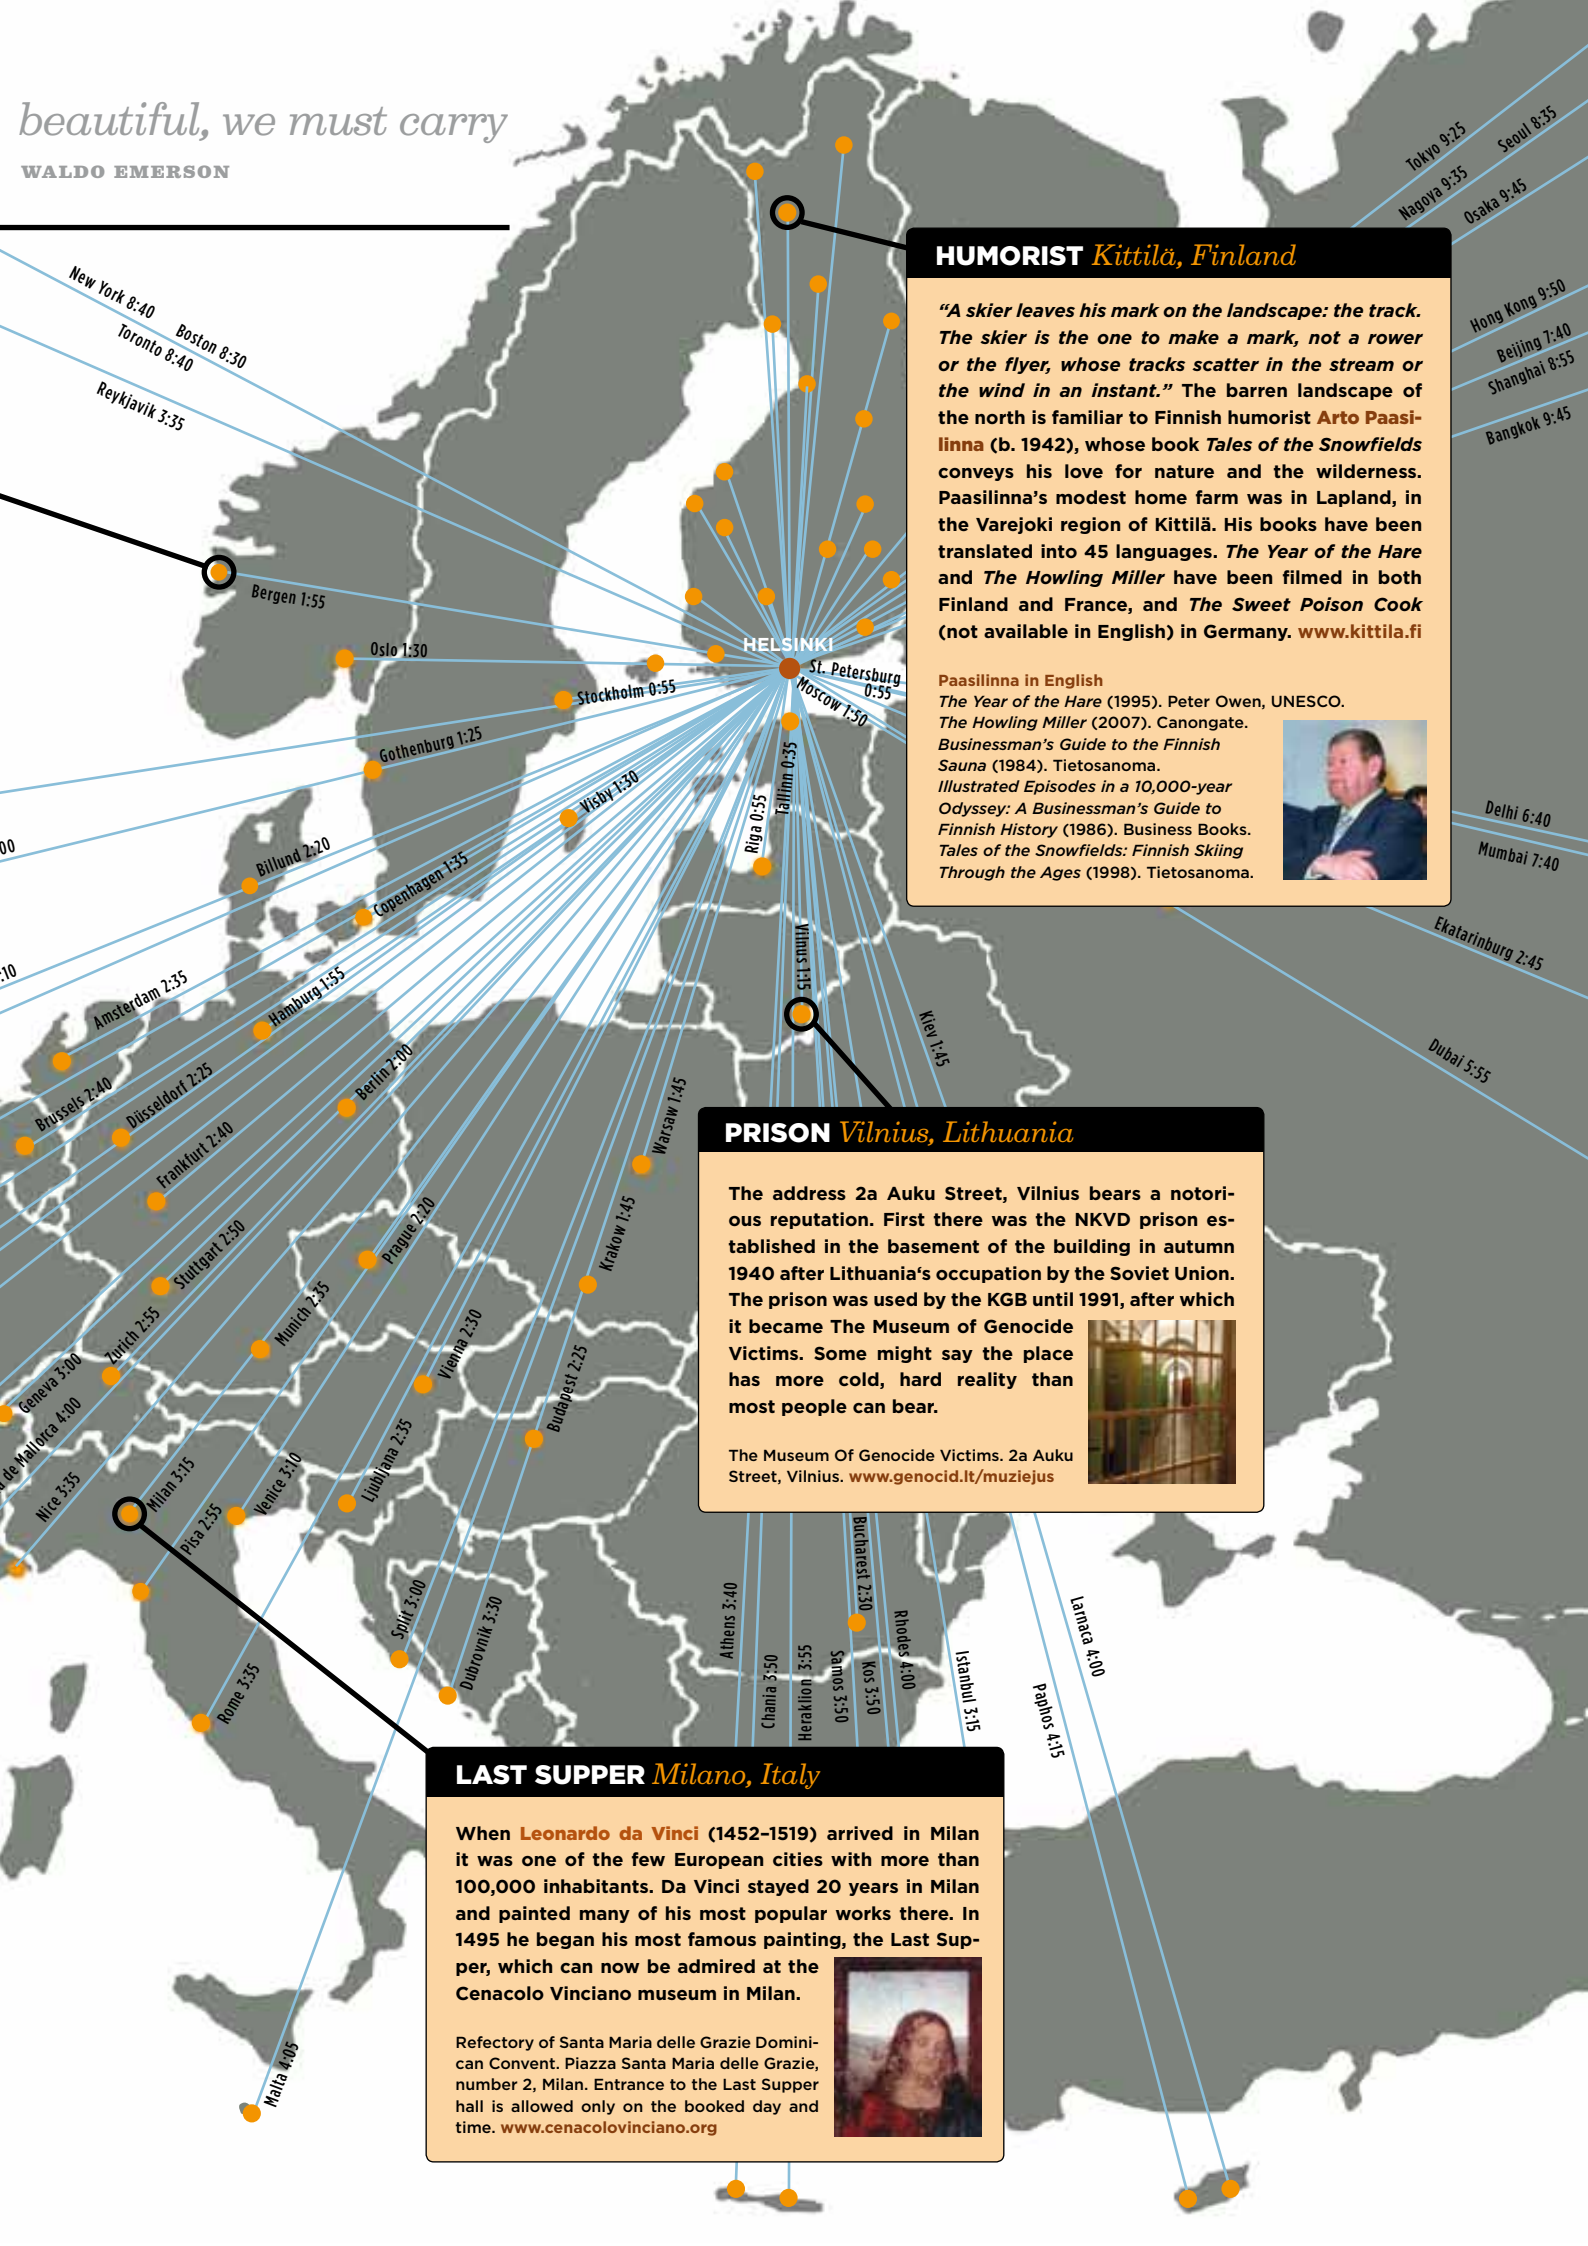 beautiful, we must carry
WALDO EMERSON
New York 8:40
Boston 8:30
Toronto 8:40
Reykjavik 3:35
Tokyo 9:25
Seoul 8:35
Nagoya 9:35
Osaka 9:45
Hong Kong 9:50
Beijing 7:40
Shanghai 8:55
Bangkok 9:45
HUMORIST Kittilä, Finland
“A skier leaves his mark on the landscape: the track.
The skier is the one to make a mark, not a rower
or the flyer, whose tracks scatter in the stream or
the wind in an instant.” The barren landscape of
the north is familiar to Finnish humorist Arto Paasi-
linna (b. 1942), whose book Tales of the Snowfields
conveys his love for nature and the wilderness.
Paasilinna’s modest home farm was in Lapland, in
the Varejoki region of Kittilä. His books have been
translated into 45 languages. The Year of the Hare
and The Howling Miller have been filmed in both
Finland and France, and The Sweet Poison Cook
(not available in English) in Germany. www.kittila.fi
Paasilinna in English
The Year of the Hare (1995). Peter Owen, UNESCO.
The Howling Miller (2007). Canongate.
Businessman’s Guide to the Finnish
Sauna (1984). Tietosanoma.
Illustrated Episodes in a 10,000-year
Odyssey: A Businessman’s Guide to
Finnish History (1986). Business Books.
Tales of the Snowfields: Finnish Skiing
Through the Ages (1998). Tietosanoma.
Bergen 1:55
Oslo 1:30
HELSINKI
St. Petersburg
0:55
Moscow 1:50
Stockholm 0:55
Gothenburg 1:25
Visby 1:30
Tallinn 0:35
Riga 0:55
00
Billund 2:20
Copenhagen 1:35
Delhi 6:40
Mumbai 7:40
Ekatarinburg 2:45
Dubai 5:55
:10
Vilnus 1:15
Amsterdam 2:35
Hamburg 1:55
Kiev 1:45
Berlin 2:00
Brussels 2:40
Düsseldorf 2:25
Frankfurt 2:40
Warsaw 1:45
Krakow 1:45
Prague 2:20
Stuttgart 2:50
Munich 2:35
Zurich 2:55
Geneva 3:00
Vienna 2:30
Budapest 2:25
a de Mallorca 4:00
Nice 3:35
Milan 3:15
Pisa 2:55
Venice 3:10
Ljubljana 2:35
PRISON Vilnius, Lithuania
The address 2a Auku Street, Vilnius bears a notori-
ous reputation. First there was the NKVD prison es-
tablished in the basement of the building in autumn
1940 after Lithuania‘s occupation by the Soviet Union.
The prison was used by the KGB until 1991, after which
it became The Museum of Genocide
Victims. Some might say the place
has more cold, hard reality than
most people can bear.
The Museum Of Genocide Victims. 2a Auku
Street, Vilnius. www.genocid.lt/muziejus
Split 3:00
Dubrovnik 3:30
Rome 3:35
Athens 3:40
Chania 3:50
Heraklion 3:55
Samos 3:50
Bucharest 2:30
Kos 3:50
Rhodes 4:00
Istanbul 3:15
Paphos 4:15
Larnaca 4:00
Malta 4:05
LAST SUPPER Milano, Italy
When Leonardo da Vinci (1452–1519) arrived in Milan
it was one of the few European cities with more than
100,000 inhabitants. Da Vinci stayed 20 years in Milan
and painted many of his most popular works there. In
1495 he began his most famous painting, the Last Sup-
per, which can now be admired at the
Cenacolo Vinciano museum in Milan.
Refectory of Santa Maria delle Grazie Domini-
can Convent. Piazza Santa Maria delle Grazie,
number 2, Milan. Entrance to the Last Supper
hall is allowed only on the booked day and
time. www.cenacolovinciano.org